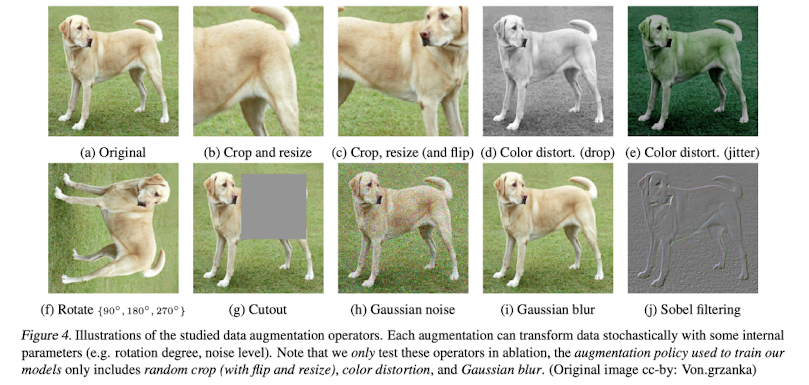 (a) Original (b) Crop and resize (c) Crop, resize (and flip) (d) Color distort. (drop) (e) Color distort. (jitter)
(f) Rotate {90°, 180°, 270°} (g) Cutout (h) Gaussian noise (i) Gaussian blur (j) Sobel filtering
Figure 4. Illustrations of the studied data augmentation operators. Each augmentation can transform data stochastically with some internal
parameters (e.g. rotation degree, noise level). Note that we only test these operators in ablation, the augmentation policy used to train our
models only includes random crop (with flip and resize), color distortion, and Gaussian blur. (Original image cc-by: Von.grzanka)